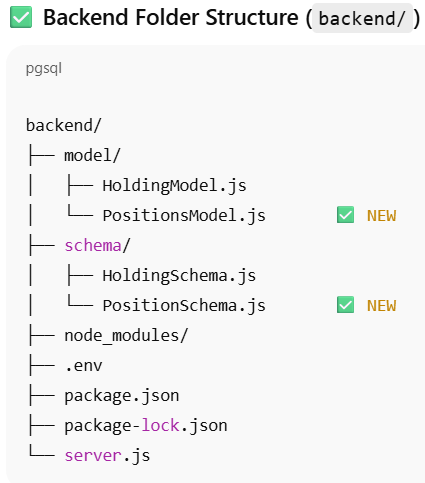 ✅ Backend Folder Structure (backend/)
pgsql
backend/
├── model/
│   ├── HoldingModel.js
│   └── PositionsModel.js       ✅ NEW
├── schema/
│   ├── HoldingSchema.js
│   └── PositionSchema.js       ✅ NEW
├── node_modules/
├── .env
├── package.json
├── package-lock.json
└── server.js